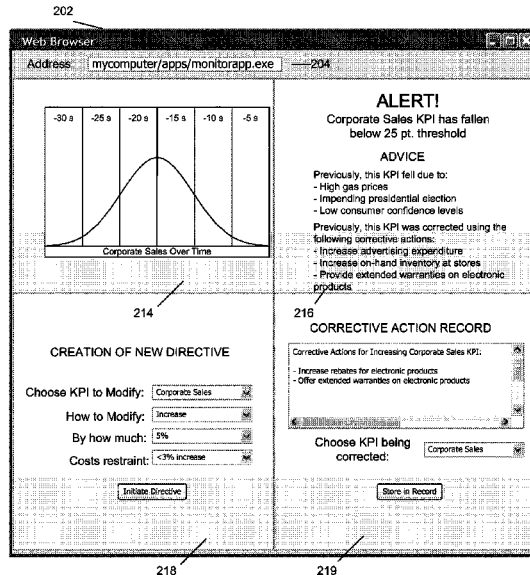 202
Web Browser
Address mycomputer/apps/monitorapp.exe 204
-30 s -25 s -20 s -15 s -10 s -5 s
Corporate Sales Over Time
214
ALERT!
Corporate Sales KPI has fallen
below 25 pt. threshold
ADVICE
Previously, this KPI fell due to:
- High gas prices
- Impending presidential election
- Low consumer confidence levels
Previously, this KPI was corrected using the
following corrective actions:
- Increase advertising expenditure
- Increase on-hand inventory at stores
- Provide extended warranties on electronic
products
216
CREATION OF NEW DIRECTIVE
Choose KPI to Modify: Corporate Sales
How to Modify: Increase
By how much: 5%
Costs restraint: <3% increase
Initiate Directive
218
CORRECTIVE ACTION RECORD
Corrective Actions for Increasing Corporate Sales KPI:
- Increase rebates for electronic products
- Offer extended warranties on electronic products
Choose KPI being
corrected: Corporate Sales
Store in Record
219